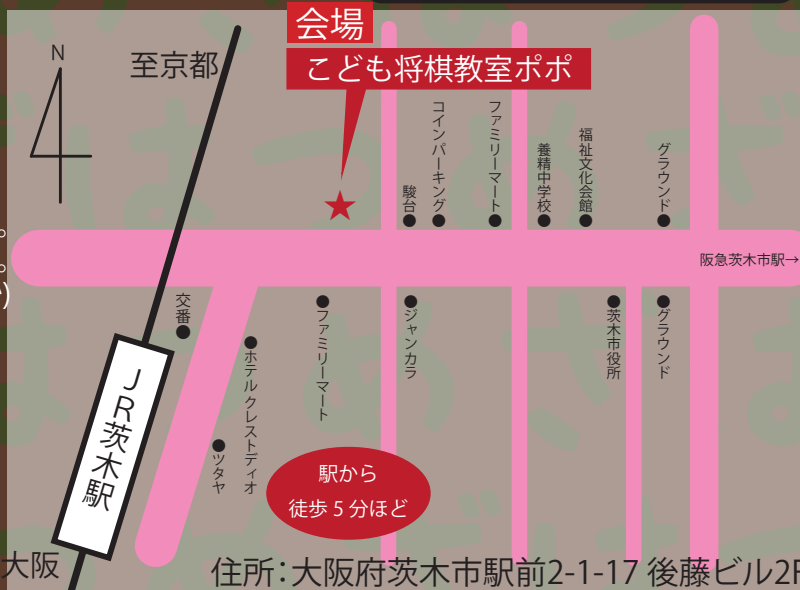 会場
こども将棋教室ポポ
N
至京都
駿台
コインパーキング
ファミリーマート
養精中学校
福祉文化会館
グラウンド
。
。
)
阪急茨木市駅→
交番
ホテルクレストディオ
ツタヤ
ファミリーマート
ジャンカラ
茨木市役所
グラウンド
JR茨木駅
駅から
徒歩5分ほど
大阪
住所:大阪府茨木市駅前2-1-17 後藤ビル2F